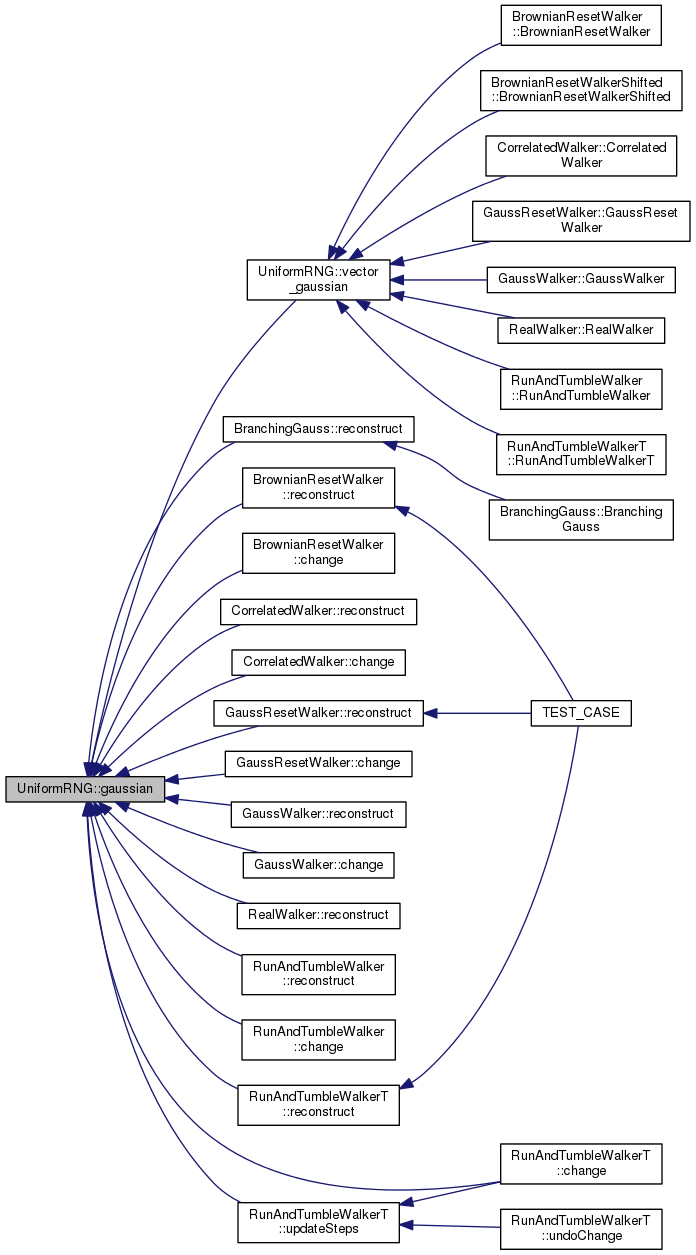 BrownianResetWalker
::BrownianResetWalker
BrownianResetWalkerShifted
::BrownianResetWalkerShifted
CorrelatedWalker::Correlated
Walker
GaussResetWalker::GaussReset
Walker
UniformRNG::vector
_gaussian
GaussWalker::GaussWalker
RealWalker::RealWalker
RunAndTumbleWalker
::RunAndTumbleWalker
BranchingGauss::reconstruct
RunAndTumbleWalkerT
::RunAndTumbleWalkerT
BrownianResetWalker
::reconstruct
BranchingGauss::Branching
Gauss
BrownianResetWalker
::change
CorrelatedWalker::reconstruct
CorrelatedWalker::change
GaussResetWalker::reconstruct
TEST_CASE
GaussResetWalker::change
UniformRNG::gaussian
GaussWalker::reconstruct
GaussWalker::change
RealWalker::reconstruct
RunAndTumbleWalker
::reconstruct
RunAndTumbleWalker
::change
RunAndTumbleWalkerT
::reconstruct
RunAndTumbleWalkerT
::change
RunAndTumbleWalkerT
::updateSteps
RunAndTumbleWalkerT
::undoChange